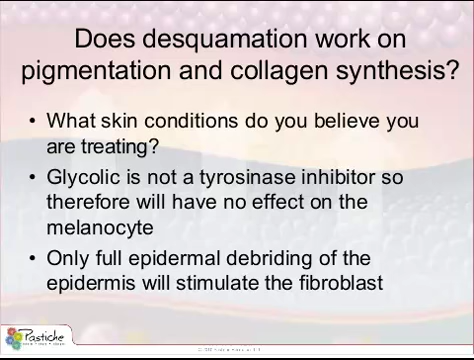 Does desquamation work on
pigmentation and collagen synthesis?
• What skin conditions do you believe you
are treating?
• Glycolic is not a tyrosinase inhibitor so
therefore will have no effect on the
melanocyte
• Only full epidermal debriding of the
epidermis will stimulate the fibroblast
Pastiche